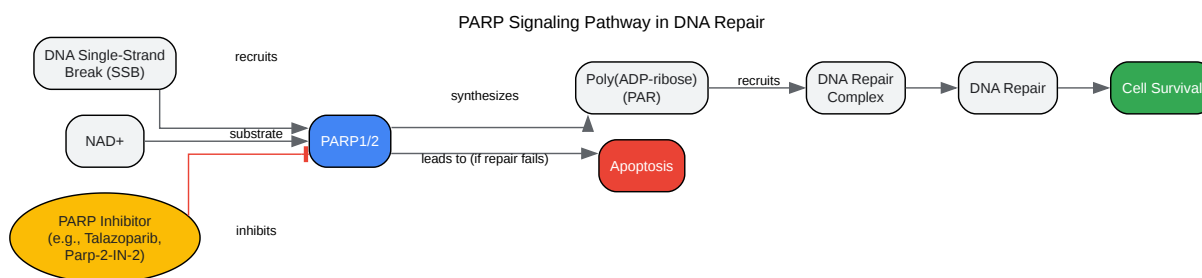 PARP Signaling Pathway in DNA Repair
DNA Single-Strand
Break (SSB)
recruits
NAD+
substrate
PARP1/2
synthesizes
Poly(ADP-ribose)
(PAR)
recruits
DNA Repair
Complex
DNA Repair
Cell Survival
leads to (if repair fails)
Apoptosis
PARP Inhibitor
(e.g., Talazoparib,
Parp-2-IN-2)
inhibits